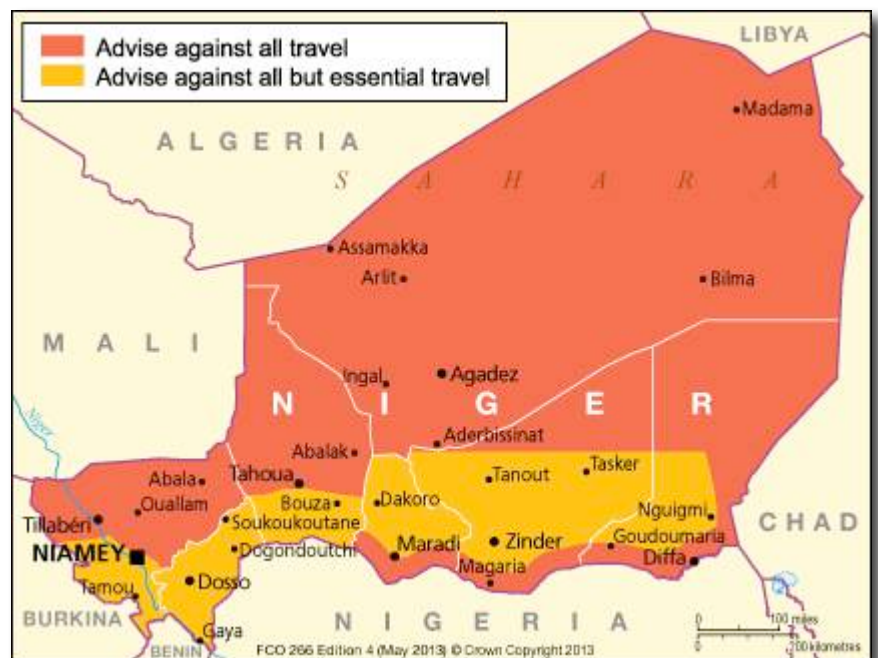 Advise against all travel
Advise against all but essential travel
LIBYA
Madama
ALGERIA
SAHARA
Assamakka
Arlit
Bilma
MALI
Ingal
Agadez
NIGER
Niger
Aderbissinat
Abalak
Abala
Tahoua
Tanout
Tasker
Ouallam
Bouza
Dakoro
Tillabéri
Soukoukoutane
Nguigmi
CHAD
NIAMEY
Dogondoutchi
Maradi
Zinder
Goudoumaria
Diffa
Tamou
Dosso
Magaria
BURKINA
NIGERIA
Gaya
BENIN
0 100 miles
0 200 kilometres
FCO 266 Edition 4 (May 2013) © Crown Copyright 2013